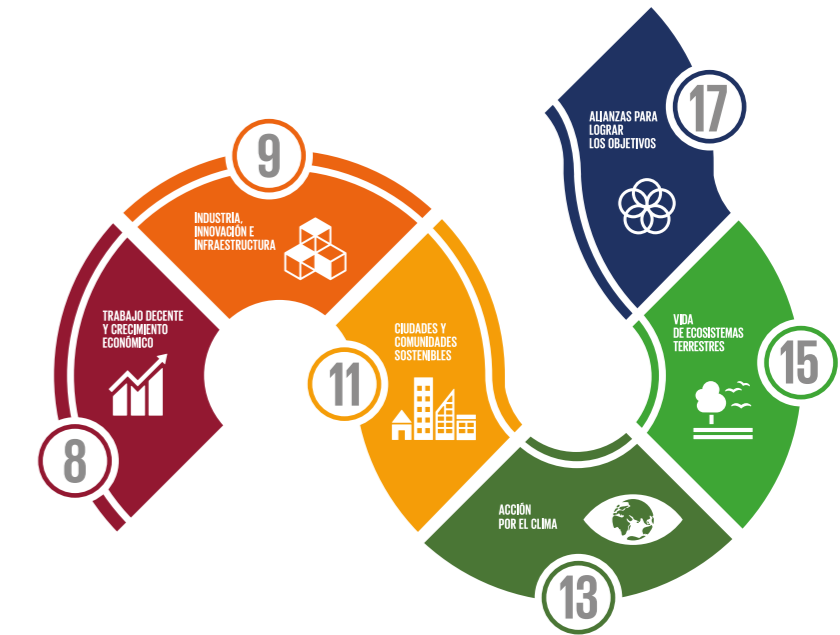 8
TRABAJO DECENTE
Y CRECIMIENTO
ECONÓMICO
9
INDUSTRIA,
INNOVACIÓN E
INFRAESTRUCTURA
11
CIUDADES Y
COMUNIDADES
SOSTENIBLES
13
ACCIÓN
POR EL CLIMA
15
VIDA
DE ECOSISTEMAS
TERRESTRES
17
ALIANZAS PARA
LOGRAR
LOS OBJETIVOS